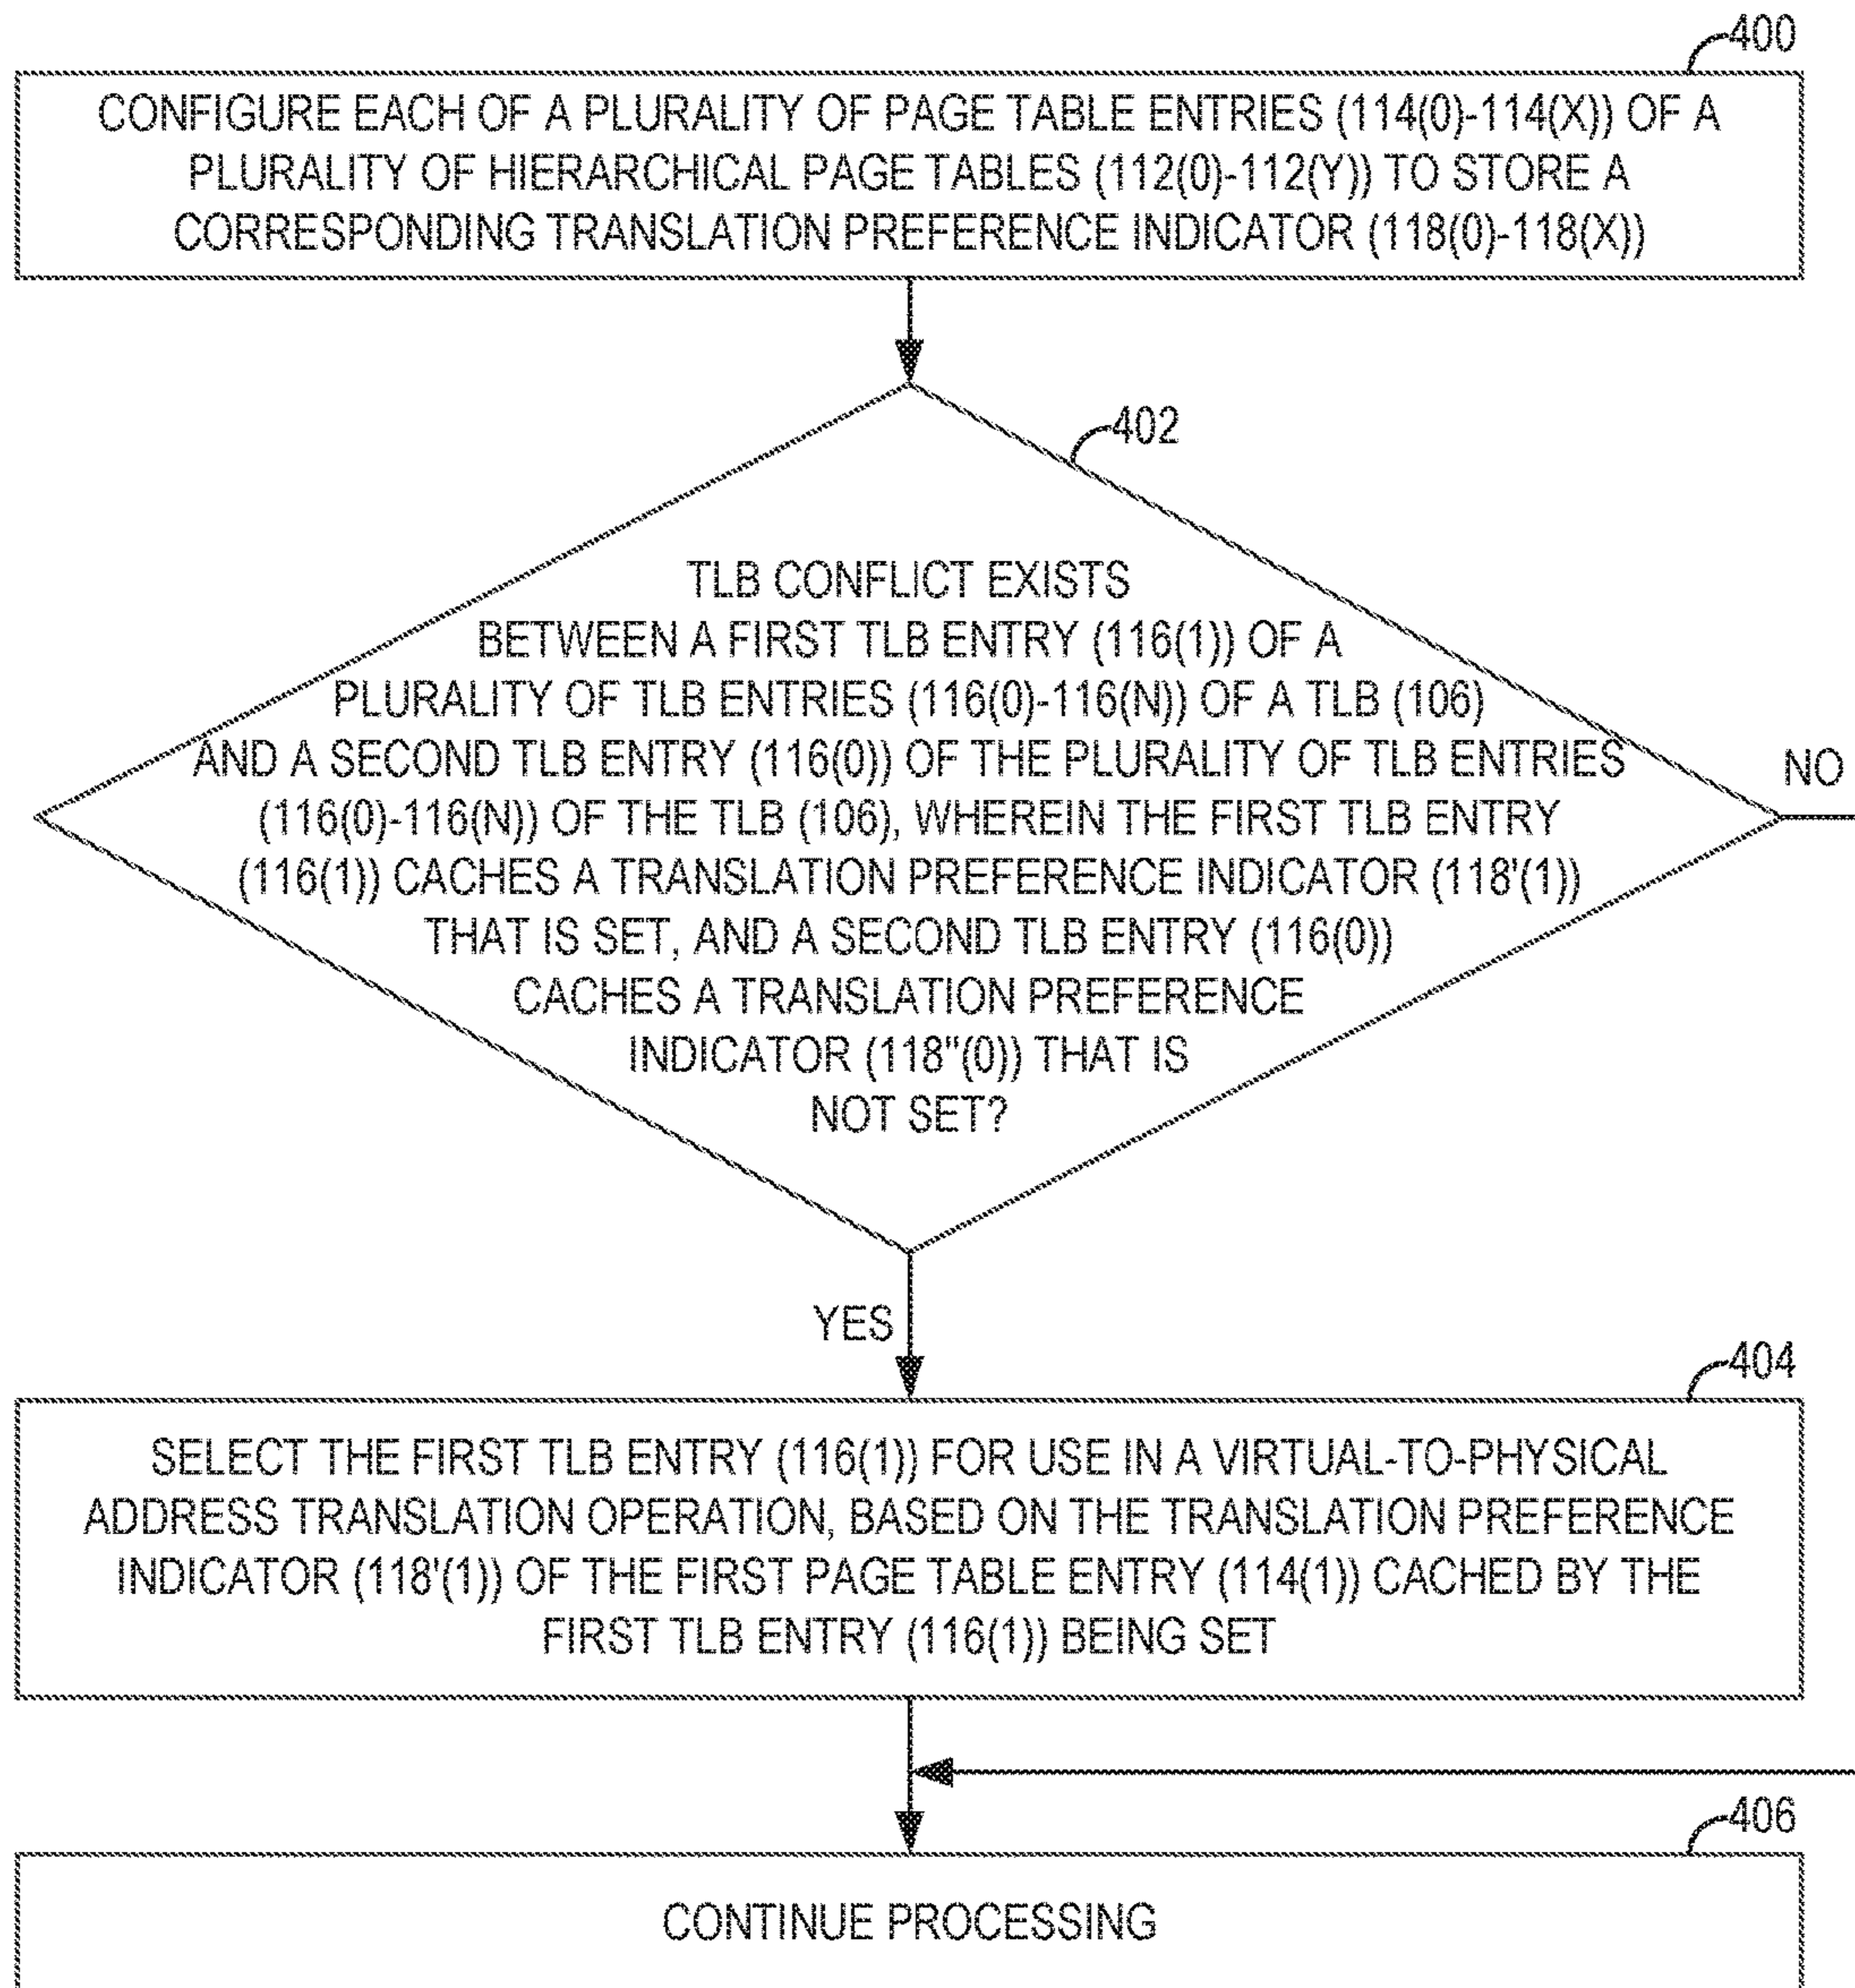 400
CONFIGURE EACH OF A PLURALITY OF PAGE TABLE ENTRIES (114(0)-114(X)) OF A
PLURALITY OF HIERARCHICAL PAGE TABLES (112(0)-112(Y)) TO STORE A
CORRESPONDING TRANSLATION PREFERENCE INDICATOR (118(0)-118(X))
402
TLB CONFLICT EXISTS
BETWEEN A FIRST TLB ENTRY (116(1)) OF A
PLURALITY OF TLB ENTRIES (116(0)-116(N)) OF A TLB (106)
AND A SECOND TLB ENTRY (116(0)) OF THE PLURALITY OF TLB ENTRIES
NO
(116(0)-116(N)) OF THE TLB (106), WHEREIN THE FIRST TLB ENTRY
(116(1)) CACHES A TRANSLATION PREFERENCE INDICATOR (118'(1))
THAT IS SET, AND A SECOND TLB ENTRY (116(0))
CACHES A TRANSLATION PREFERENCE
INDICATOR (118"(0)) THAT IS
NOT SET?
YES
404
SELECT THE FIRST TLB ENTRY (116(1)) FOR USE IN A VIRTUAL-TO-PHYSICAL
ADDRESS TRANSLATION OPERATION, BASED ON THE TRANSLATION PREFERENCE
INDICATOR (118'(1)) OF THE FIRST PAGE TABLE ENTRY (114(1)) CACHED BY THE
FIRST TLB ENTRY (116(1)) BEING SET
406
CONTINUE PROCESSING